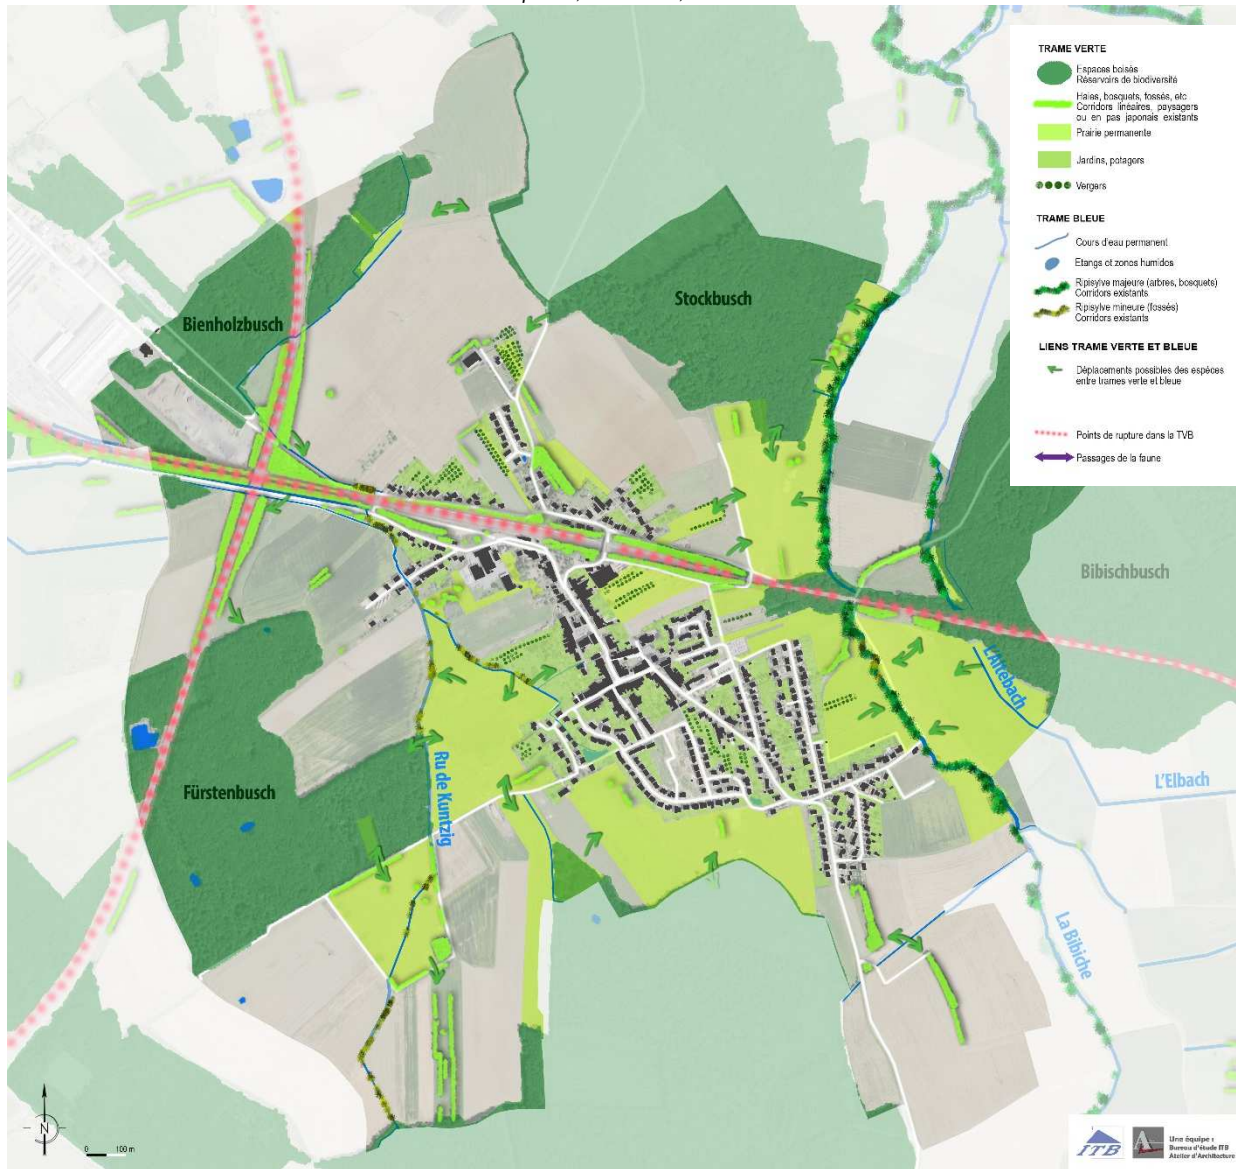 TRAME VERTE
Espaces boisés
Réservoirs de biodiversité
Haies, bosquets, fossés, etc
Corridors linéaires, paysagers
ou en pas japonais existants
Prairie permanente
Jardins, potagers
Vergers
TRAME BLEUE
Cours d'eau permanent
Etangs et zones humides
Ripisylve majeure (arbres, bosquets)
Corridors existants
Ripisylve mineure (fossés)
Corridors existants
LIENS TRAME VERTE ET BLEUE
Déplacements possibles des espèces
entre trames verte et bleue
Points de rupture dans la TVB
Passages de la faune
Stockbusch
Bienholzbusch
Bibischbusch
L'Altebach
L'Elbach
Ru de Kuntzig
Fürstenbusch
La Bibiche
N
0 100 m
ITB
Une équipe :
Bureau d'étude ITB
Atelier d'Architecture